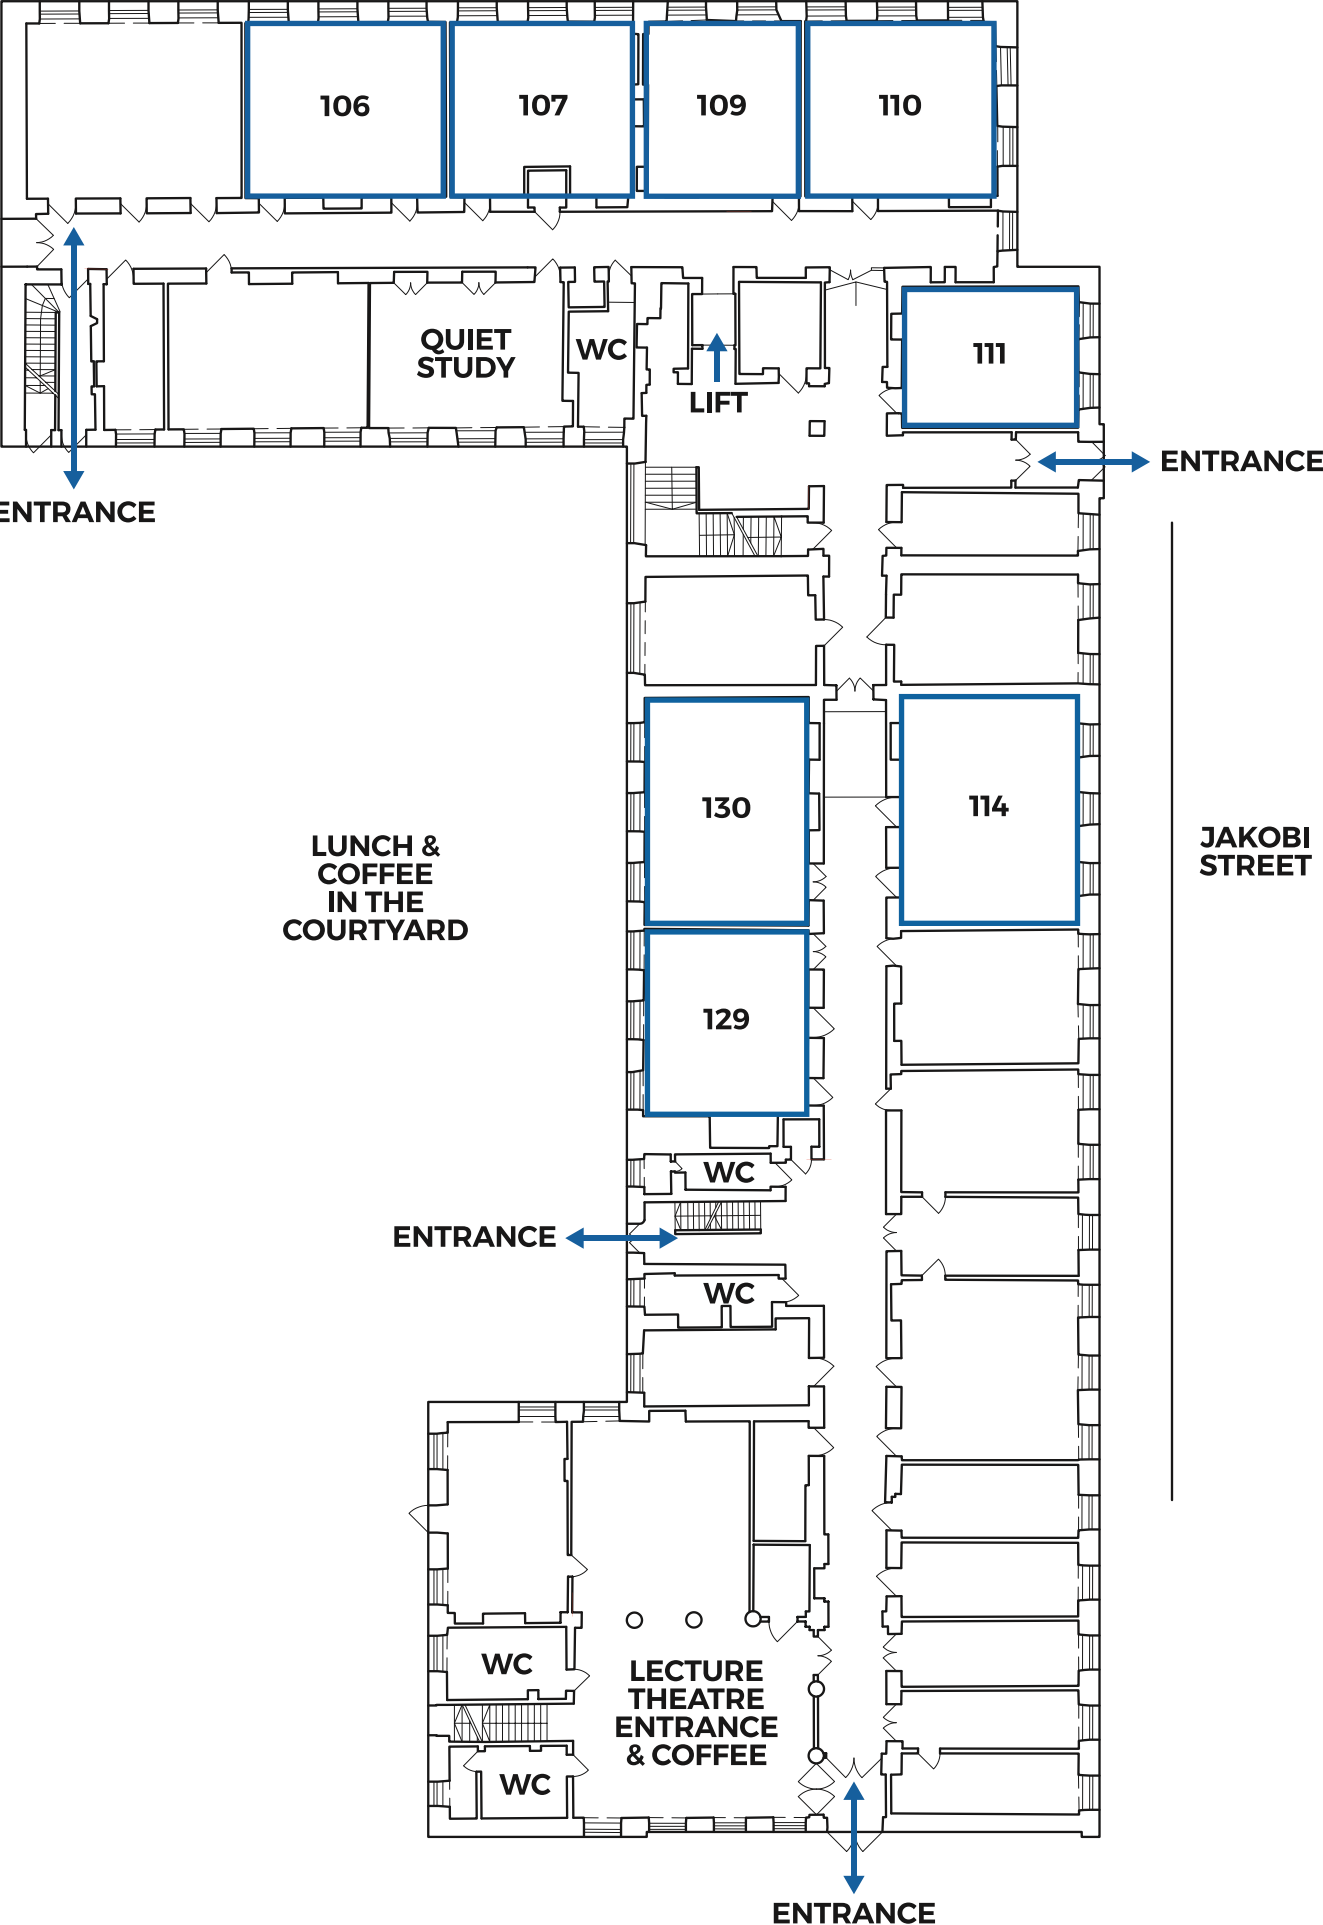 106
107
109
110
QUIET
STUDY
WC
LIFT
111
ENTRANCE
ENTRANCE
130
114
LUNCH &
COFFEE
IN THE
COURTYARD
JAKOBI
STREET
129
WC
ENTRANCE
WC
WC
LECTURE
THEATRE
ENTRANCE
& COFFEE
WC
ENTRANCE